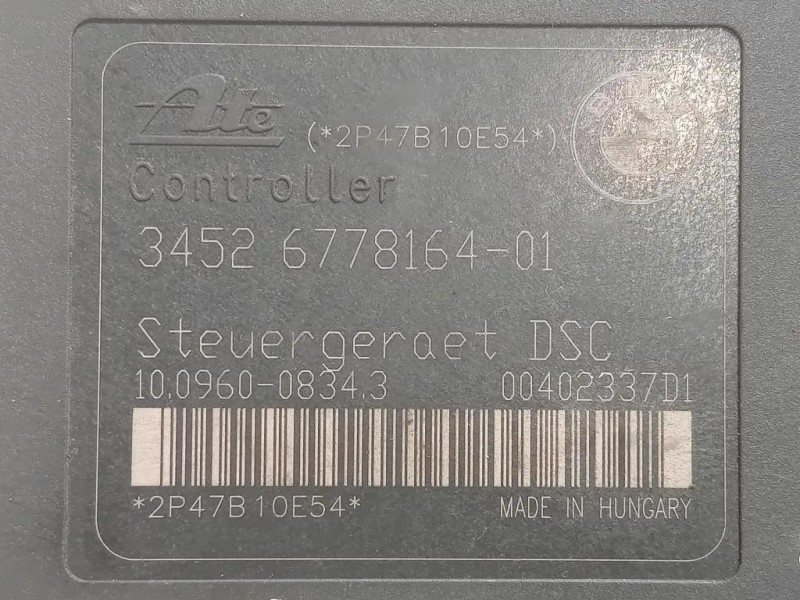 Ate (*2P47B10E54*)
Controller
3452 6778164-01
Steuergeraet DSC
10.0960-0834.3 00402337D1
*2P47B10E54* MADE IN HUNGARY